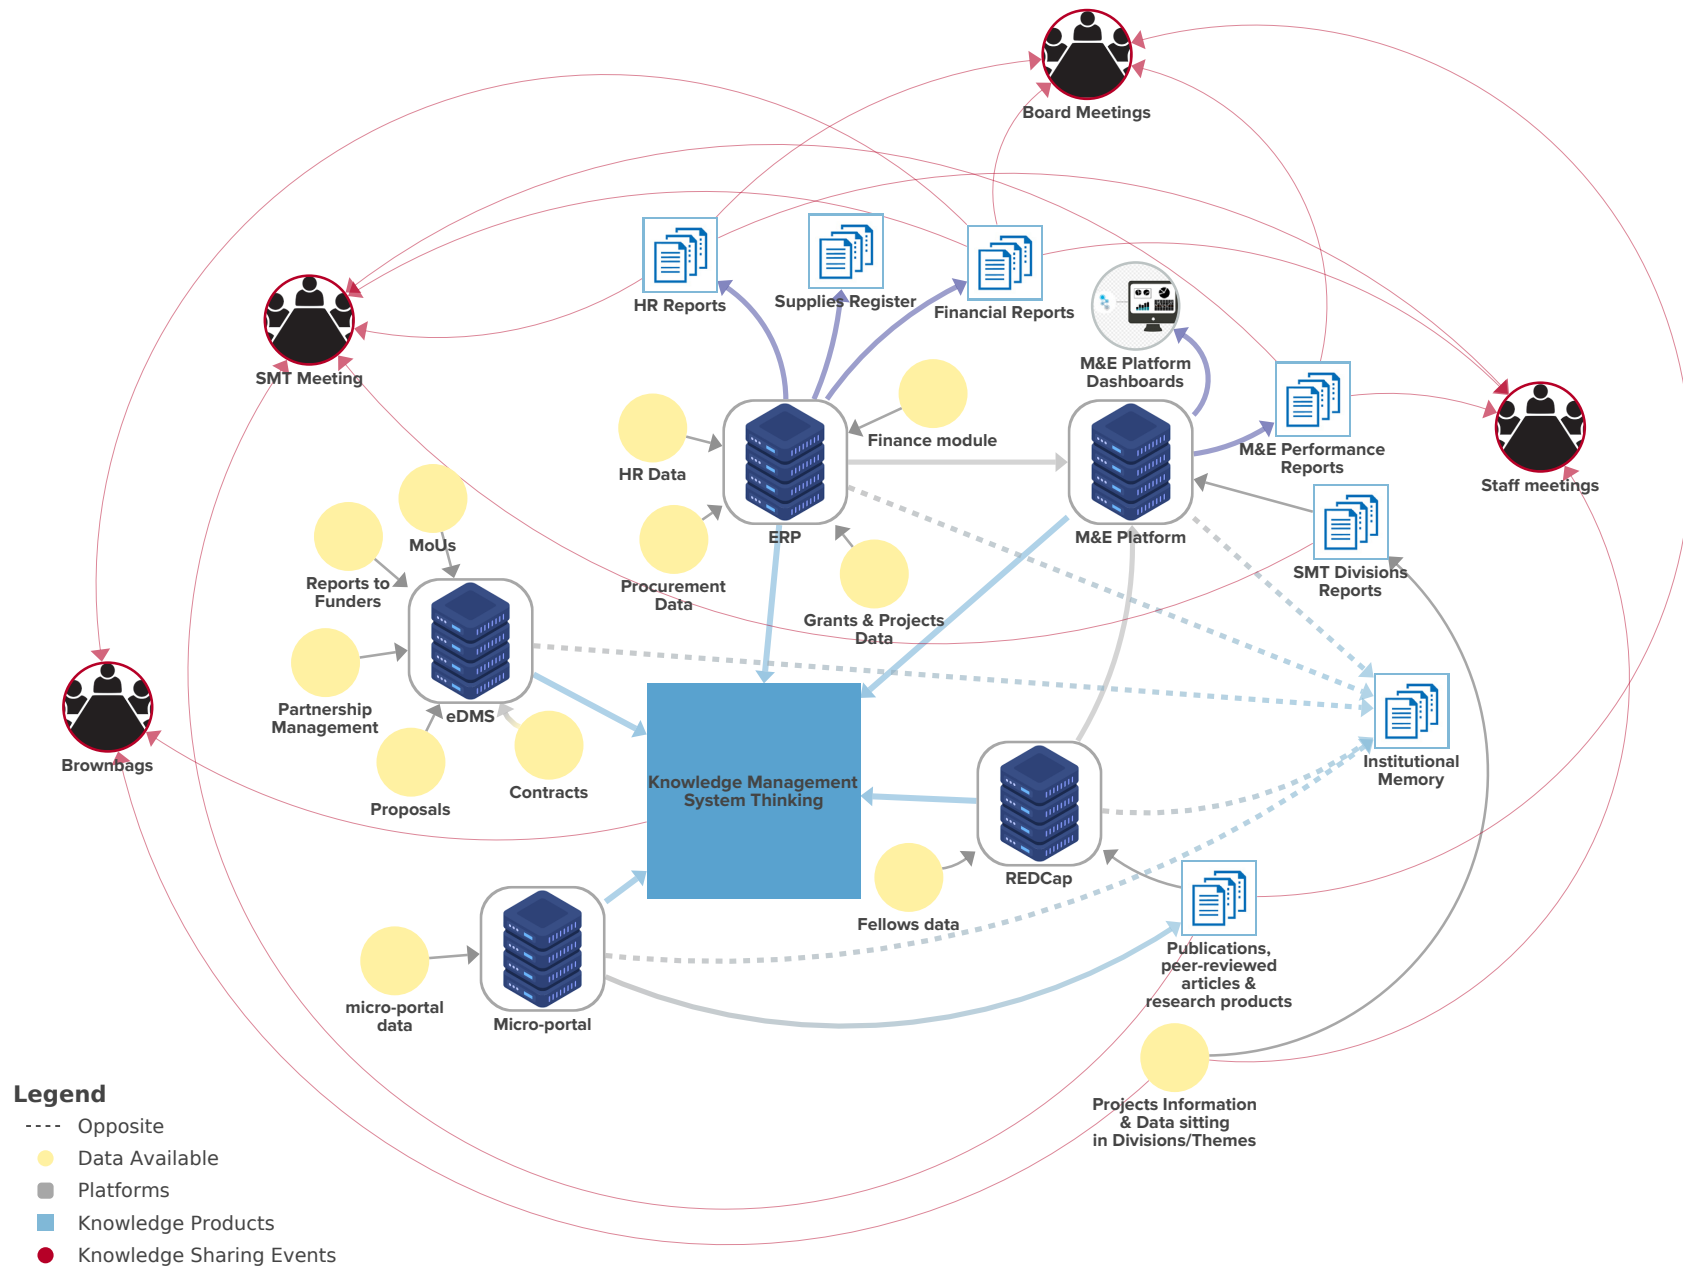 Board Meetings
HR Reports
Supplies Register
Financial Reports
M&E Platform
Dashboards
SMT Meeting
M&E Performance
Reports
Staff meetings
HR Data
Finance module
ERP
M&E Platform
MoUs
Reports to
Funders
Procurement
Data
Grants & Projects
Data
SMT Divisions
Reports
Partnership
Management
eDMS
Brownbags
Proposals
Contracts
Knowledge Management
System Thinking
Institutional
Memory
REDCap
Fellows data
Publications,
peer-reviewed
articles &
research products
micro-portal
data
Micro-portal
Projects Information
& Data sitting
in Divisions/Themes
Legend
Opposite
Data Available
Platforms
Knowledge Products
Knowledge Sharing Events